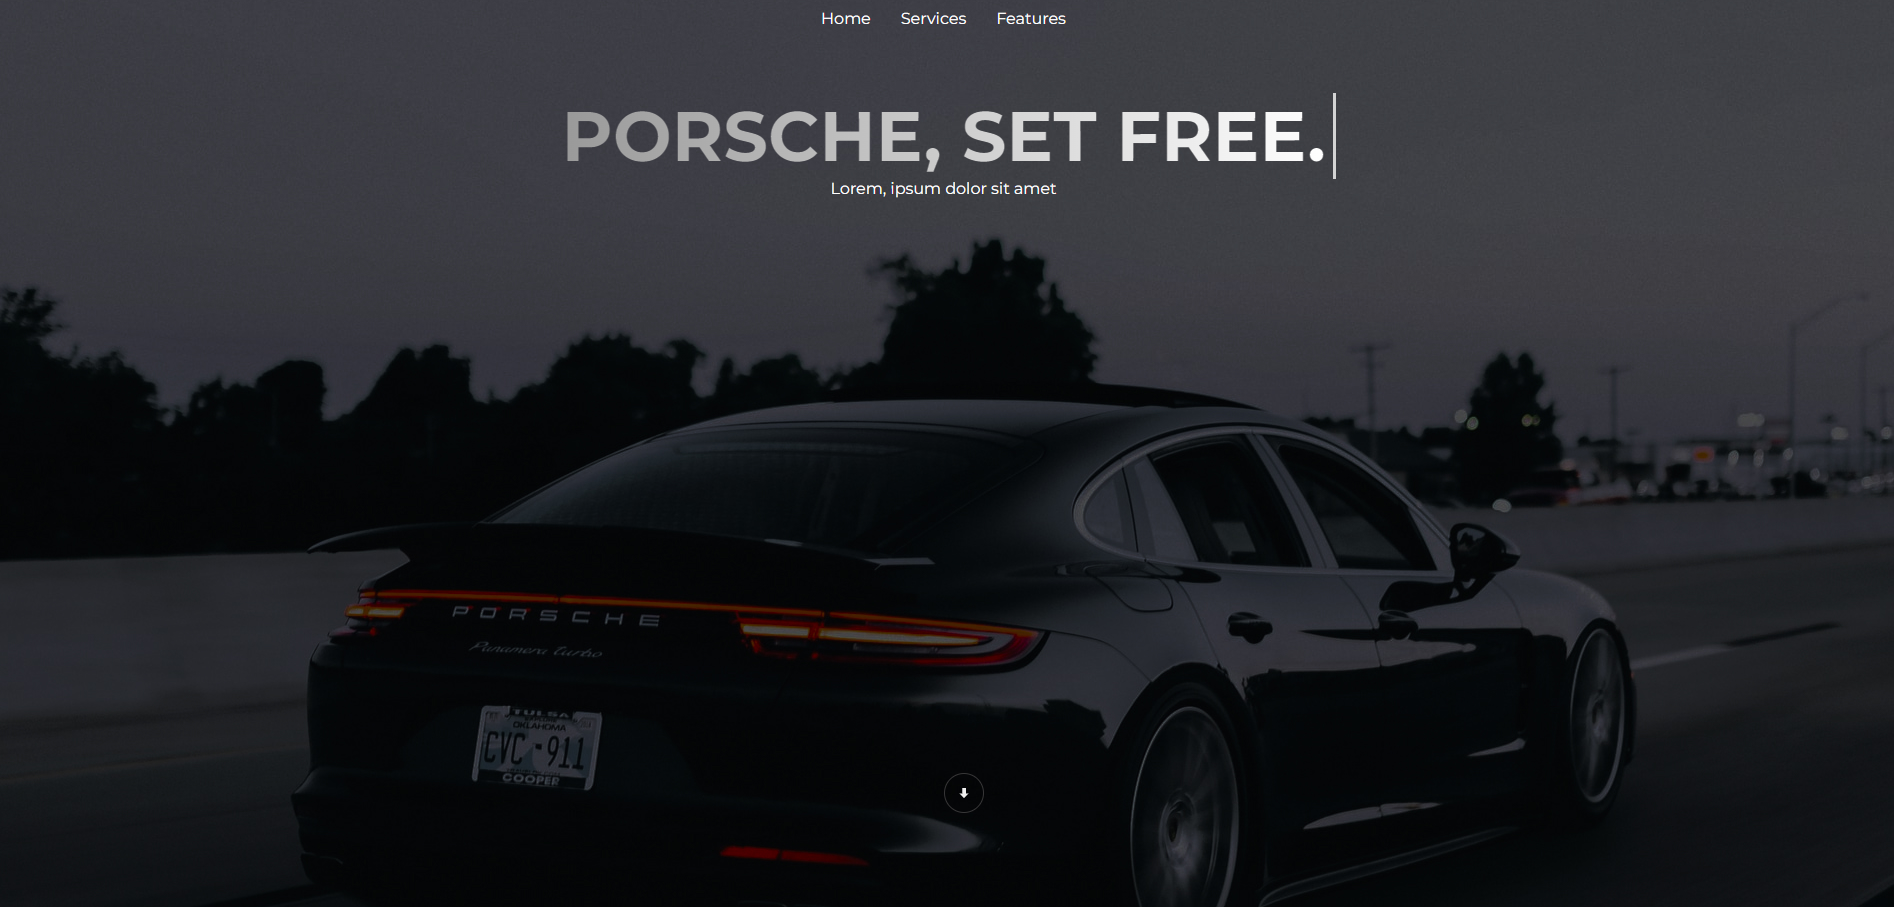 Home Services Features
PORSCHE, SET FREE.
Lorem, ipsum dolor sit amet
PORSCHE
Panamera turbo
TULSA
OKLAHOMA
CVC-911
COOPER